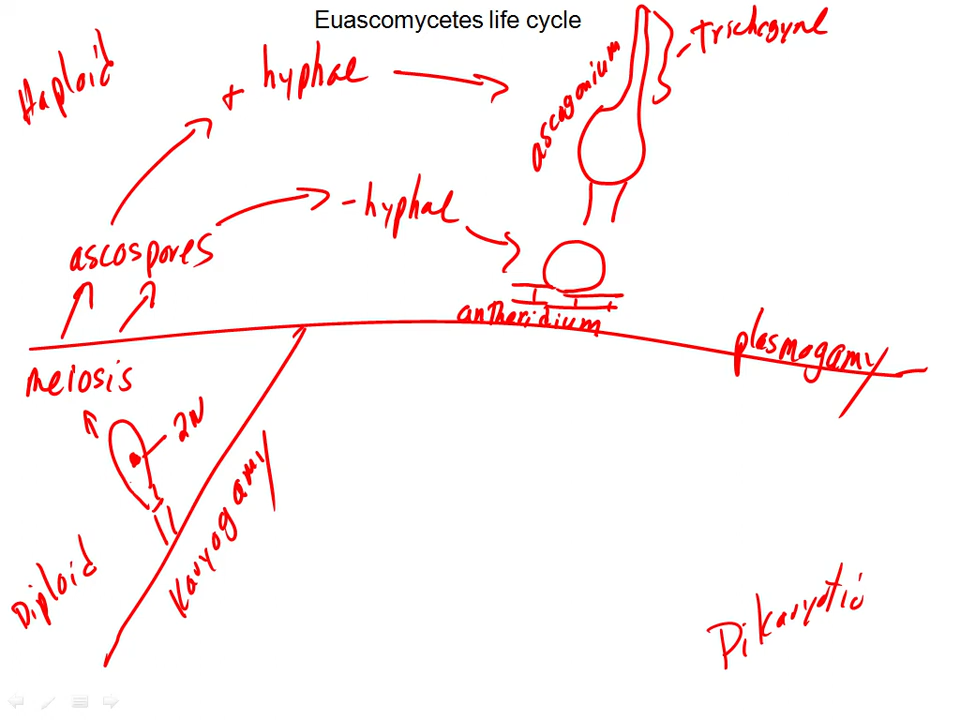 Euascomycetes life cycle
Haploid
+ hyphae
ascogonium
trichogyne
- hyphae
ascospores
antheridium
plasmogamy
meiosis
2N
Karyogamy
Diploid
Dikaryotic